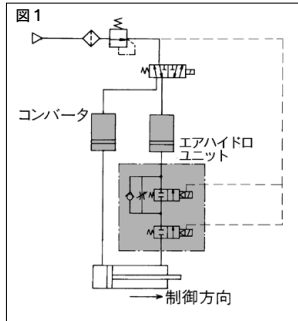 図1
コンバータ
エアハイドロ
ユニット
制御方向